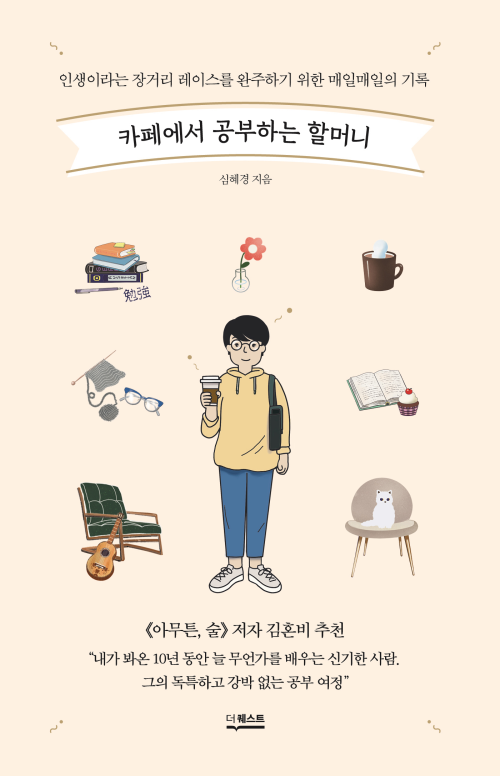 인생이라는 장거리 레이스를 완주하기 위한 매일매일의 기록
카페에서 공부하는 할머니
심혜경 지음
勉強
《아무튼, 술》 저자 김혼비 추천
“내가 봐온 10년 동안 늘 무언가를 배우는 신기한 사람.
그의 독특하고 강박 없는 공부 여정”
더 퀘스트